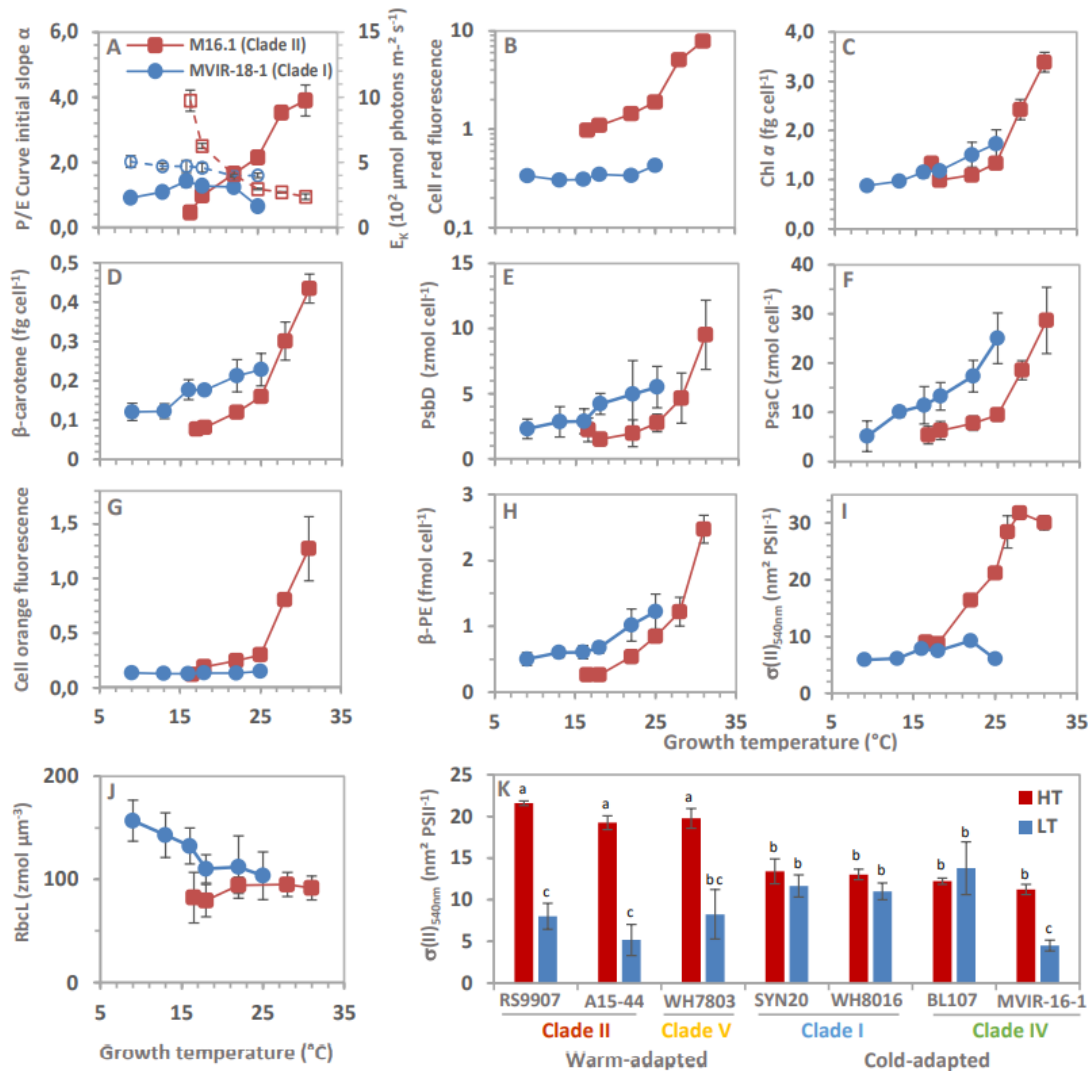 A
M16.1 (Clade II)
MVIR-18-1 (Clade I)
P/E Curve initial slope α
6,0
4,0
2,0
0,0
15
10
5
0
E_K (10² µmol photons m-² s⁻¹)
B
Cell red fluorescence
10
1
0,1
C
Chl a (fg cell⁻¹)
4,0
3,0
2,0
1,0
0,0
D
β-carotene (fg cell⁻¹)
0,5
0,4
0,3
0,2
0,1
0
E
PsbD (zmol cell⁻¹)
15
10
5
0
F
PsaC (zmol cell⁻¹)
40
30
20
10
0
G
Cell orange fluorescence
1,5
1,0
0,5
0,0
5 15 25 35
H
β-PE (fmol cell⁻¹)
3
2
1
0
5 15 25 35
I
σ(II)540nm (nm² PSII⁻¹)
30
20
10
0
5 15 25 35
Growth temperature (°C)
J
RbcL (zmol µm⁻³)
200
100
0
5 15 25 35
Growth temperature (°C)
K
σ(II)540nm (nm² PSII⁻¹)
25
20
15
10
5
0
HT
LT
a c a c a bc b b b b b b b c
RS9907 A15-44 WH7803 SYN20 WH8016 BL107 MVIR-16-1
Clade II Clade V Clade I Clade IV
Warm-adapted Cold-adapted